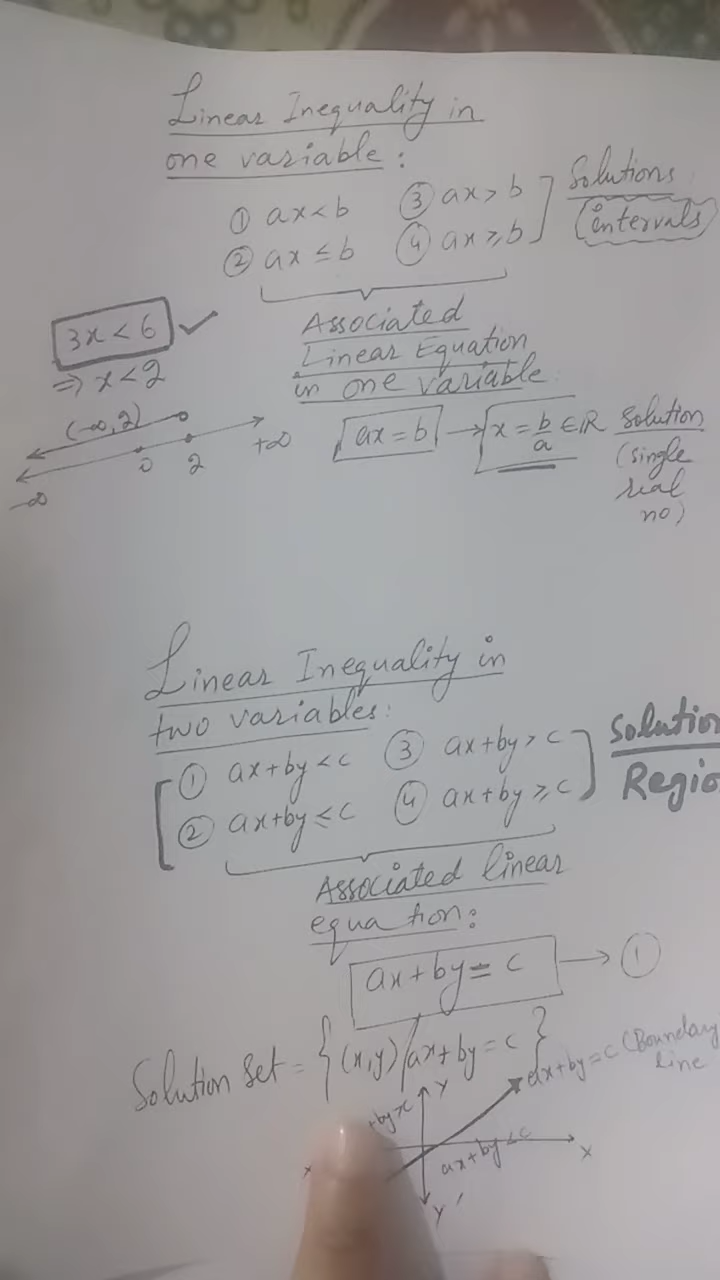 Linear Inequality in
one variable:
① ax < b ③ ax > b Solutions
② ax ≤ b ④ ax ≥ b (intervals)
3x < 6 ✓
⇒ x < 2
Associated
Linear Equation
in one variable
(-∞, 2)
-∞ 0 2 +∞
ax = b → x = b/a ∈ ℝ Solution
(single
real
no)
Linear Inequality in
two variables:
① ax+by < c ③ ax+by > c Solution
② ax+by ≤ c ④ ax+by ≥ c Regio
Associated linear
equation:
ax+by = c → ①
Solution Set = {(x,y) / ax+by = c}
ax+by = c (Boundary
line
Y
+by > c
ax+by < c
X
Y'